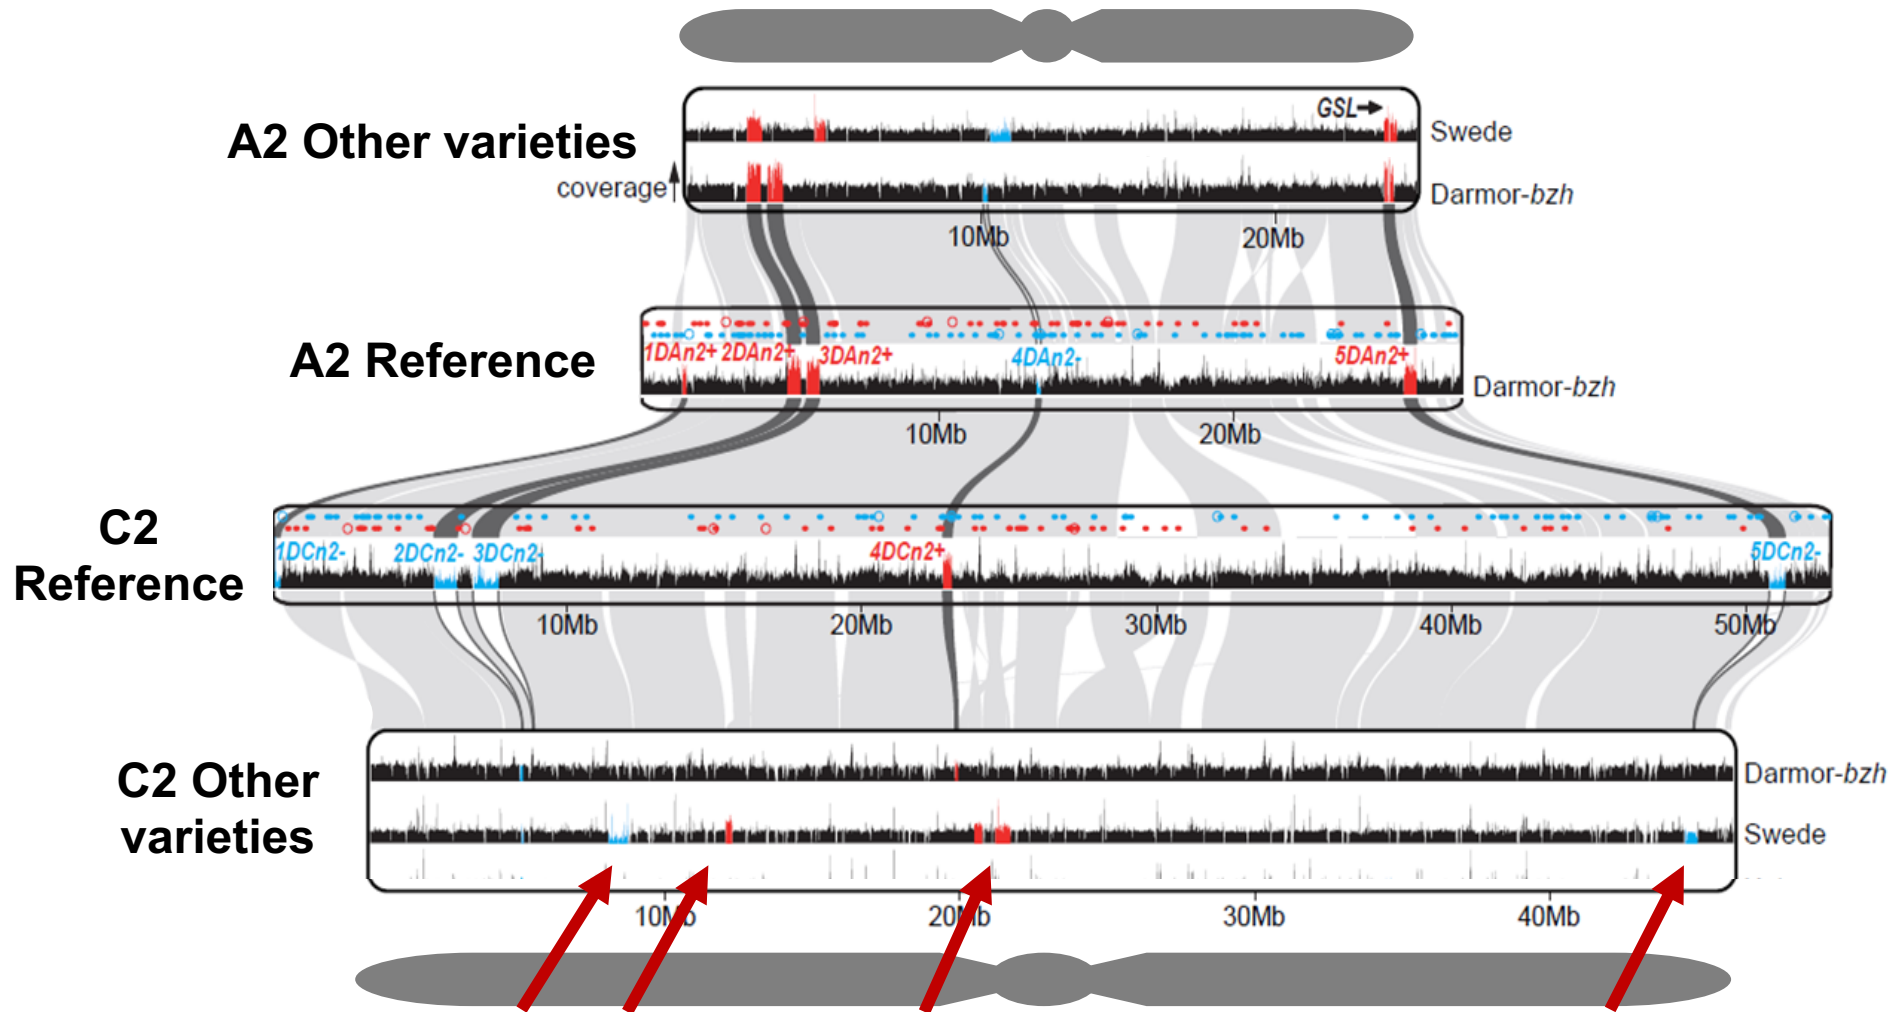 A2 Other varieties
GSL
Swede
coverage
Darmor-bzh
10Mb 20Mb
A2 Reference
1DAn2+ 2DAn2+ 3DAn2+ 4DAn2- 5DAn2+
Darmor-bzh
10Mb 20Mb
C2
Reference
1DCn2- 2DCn2- 3DCn2- 4DCn2+ 5DCn2-
10Mb 20Mb 30Mb 40Mb 50Mb
C2 Other
varieties
Darmor-bzh
Swede
10Mb 20Mb 30Mb 40Mb